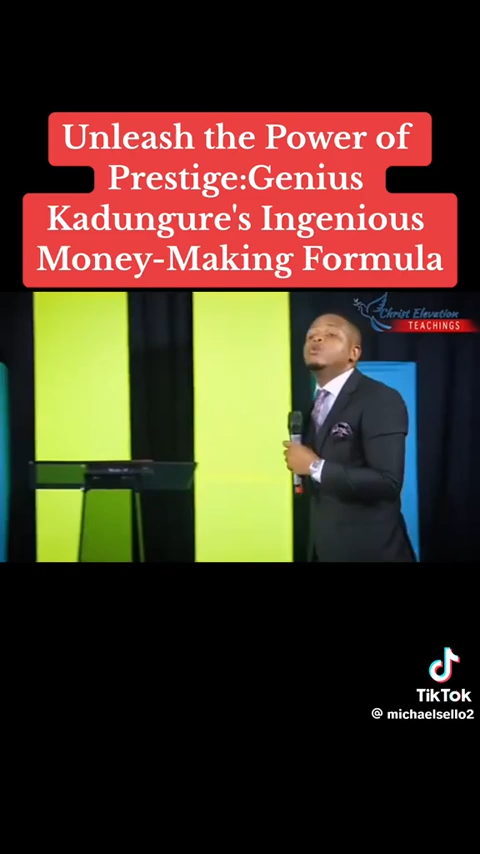 Unleash the Power of
Prestige:Genius
Kadungure's Ingenious
Money-Making Formula
Christ Elevation
TEACHINGS
TikTok
@ michaelsello2